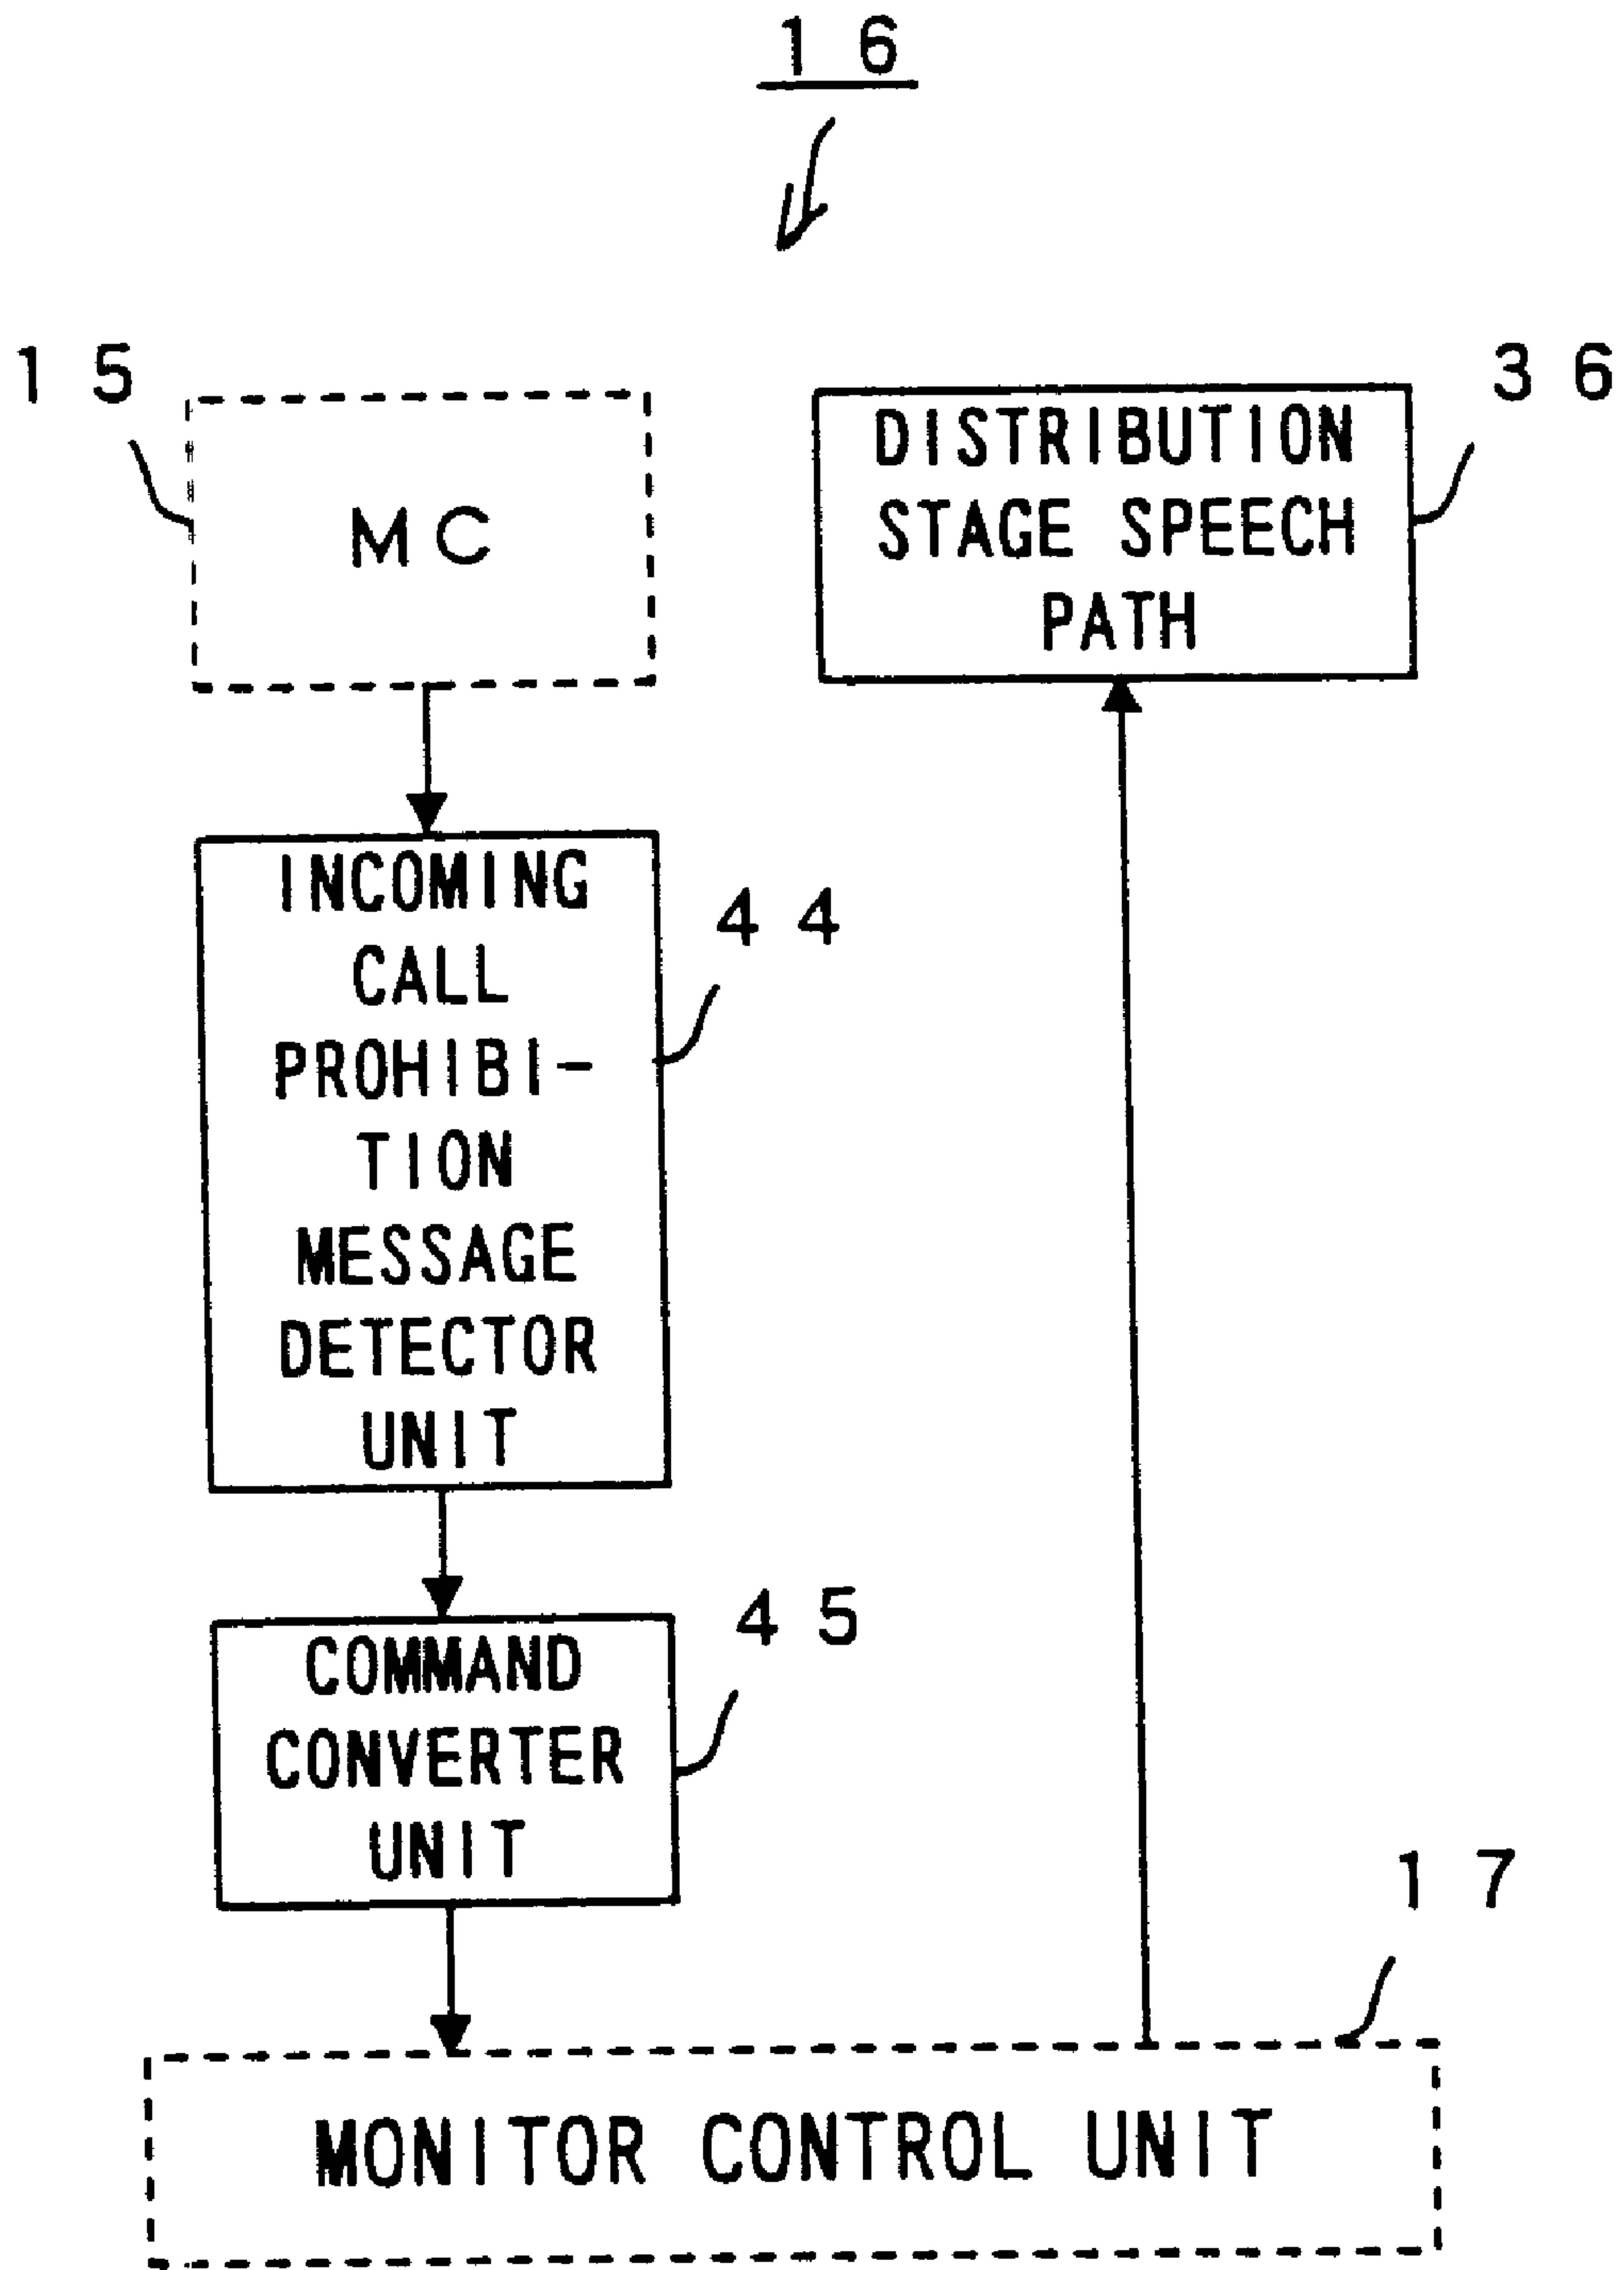 16
15
MC
DISTRIBUTION
STAGE SPEECH
PATH
36
INCOMING
CALL
PROHIBI-
TION
MESSAGE
DETECTOR
UNIT
44
COMMAND
CONVERTER
UNIT
45
17
MONITOR CONTROL UNIT